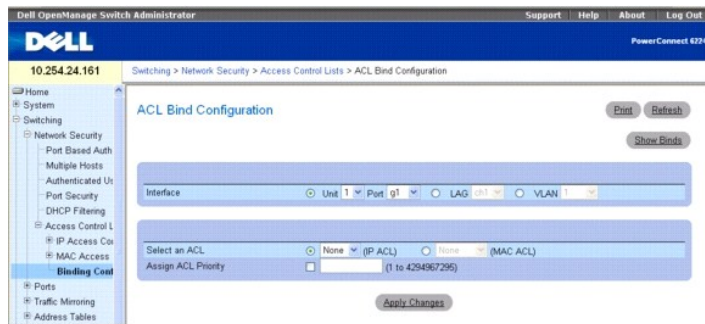 Dell OpenManage Switch Administrator
Support Help About Log Out
DELL
PowerConnect 6224
10.254.24.161
Switching > Network Security > Access Control Lists > ACL Bind Configuration
Home
System
Switching
Network Security
Port Based Auth
Multiple Hosts
Authenticated Us
Port Security
DHCP Filtering
Access Control L
IP Access Con
MAC Access
Binding Conf
Ports
Traffic Mirroring
Address Tables
ACL Bind Configuration
Print Refresh
Show Binds
Interface Unit 1 Port g1 LAG ch1 VLAN 1
Select an ACL None (IP ACL) None (MAC ACL)
Assign ACL Priority (1 to 4294967295)
Apply Changes